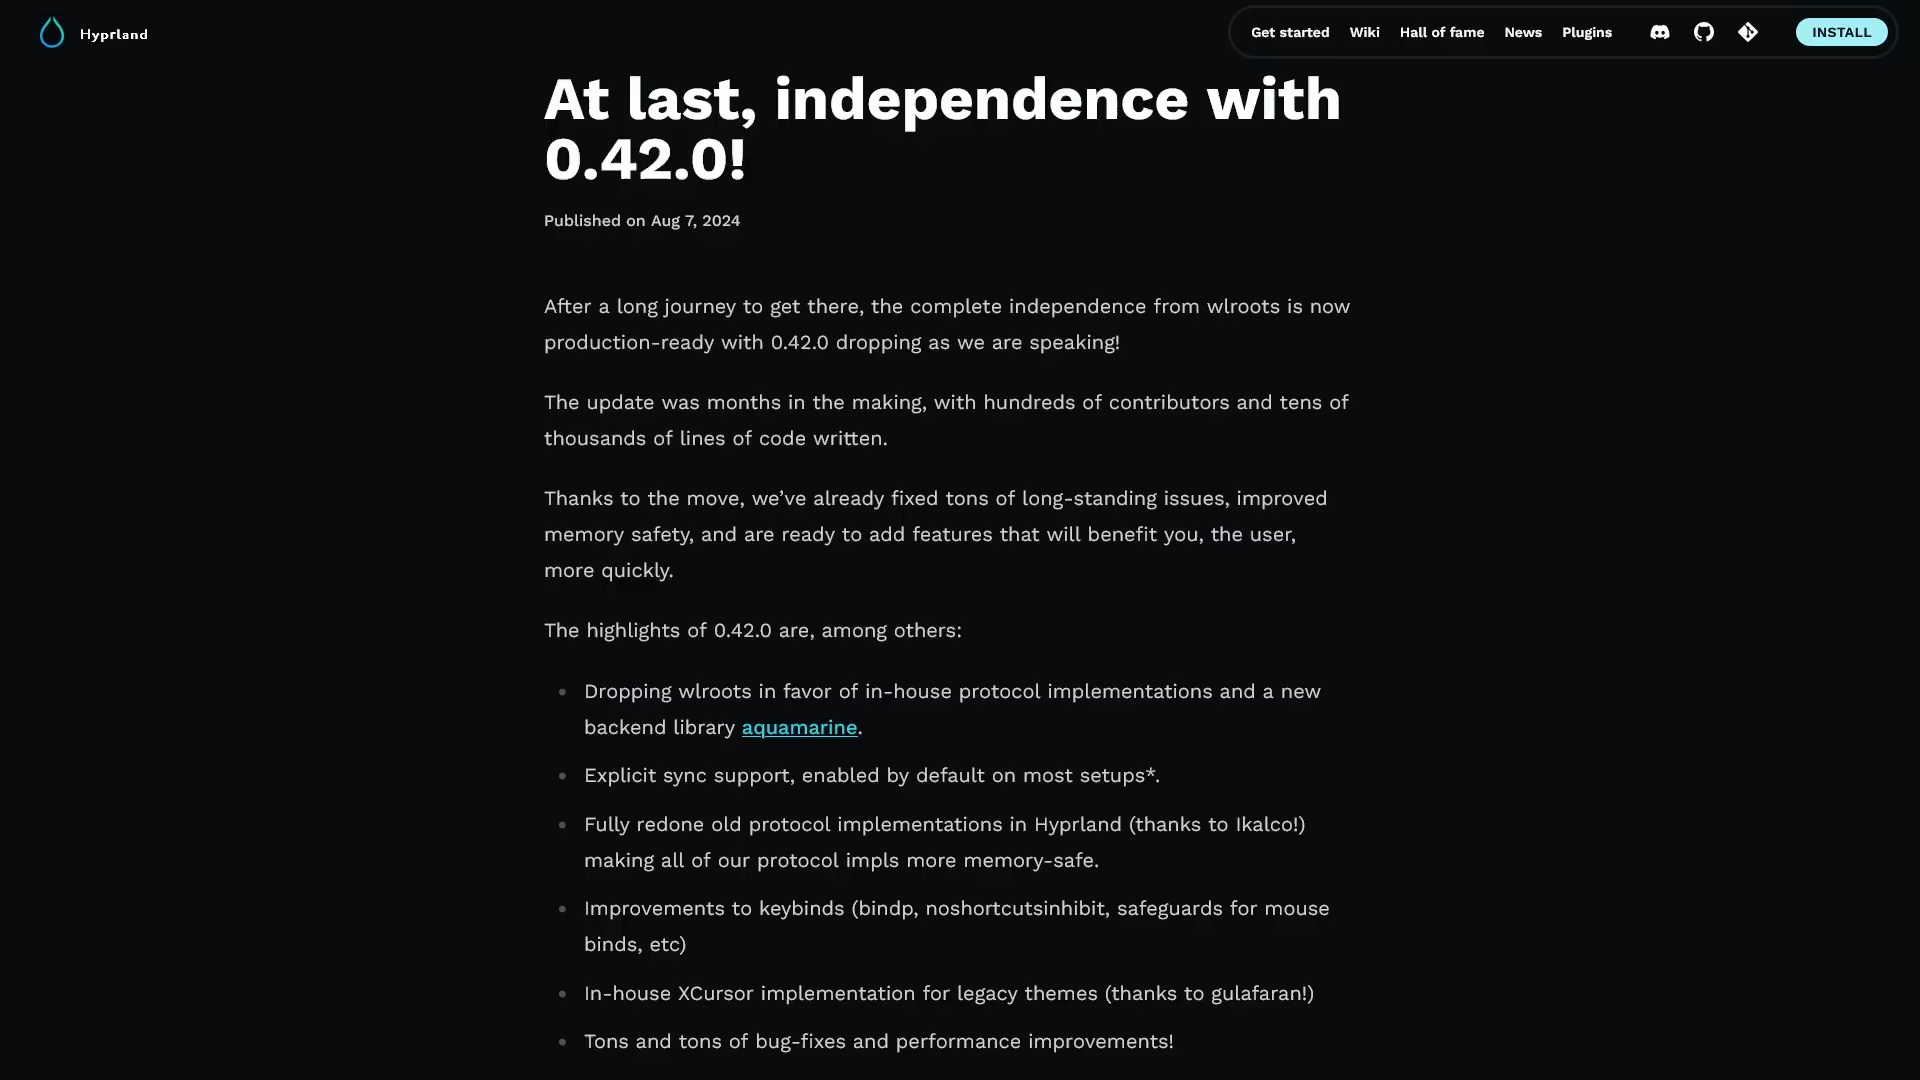 Hyprland
Get started Wiki Hall of fame News Plugins INSTALL
At last, independence with
0.42.0!
Published on Aug 7, 2024
After a long journey to get there, the complete independence from wlroots is now
production-ready with 0.42.0 dropping as we are speaking!
The update was months in the making, with hundreds of contributors and tens of
thousands of lines of code written.
Thanks to the move, we’ve already fixed tons of long-standing issues, improved
memory safety, and are ready to add features that will benefit you, the user,
more quickly.
The highlights of 0.42.0 are, among others:
• Dropping wlroots in favor of in-house protocol implementations and a new
backend library aquamarine.
• Explicit sync support, enabled by default on most setups*.
• Fully redone old protocol implementations in Hyprland (thanks to Ikalco!)
making all of our protocol impls more memory-safe.
• Improvements to keybinds (bindp, noshortcutsinhibit, safeguards for mouse
binds, etc)
• In-house XCursor implementation for legacy themes (thanks to gulafaran!)
• Tons and tons of bug-fixes and performance improvements!